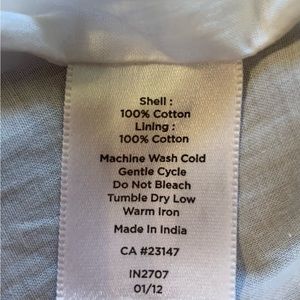 Shell :
100% Cotton
Lining :
100% Cotton
Machine Wash Cold
Gentle Cycle
Do Not Bleach
Tumble Dry Low
Warm Iron
Made In India
CA #23147
IN2707
01/12